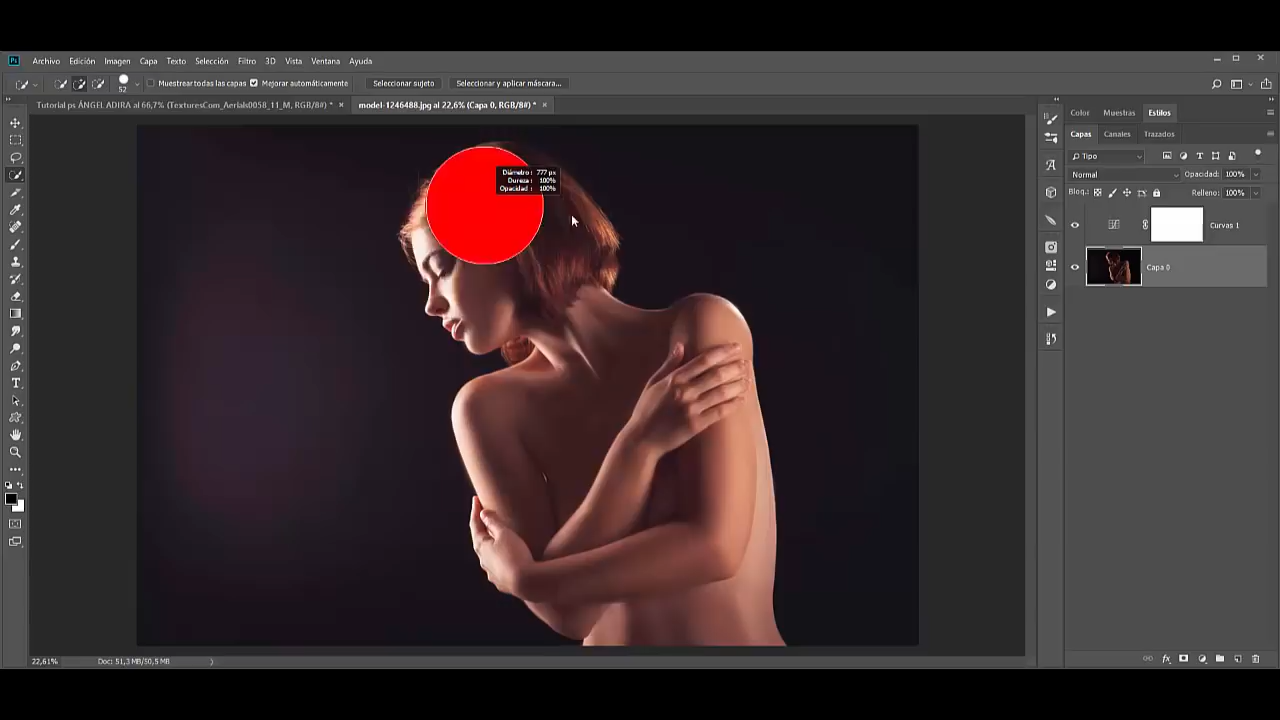 Ps Archivo Edición Imagen Capa Texto Selección Filtro 3D Vista Ventana Ayuda
52 Muestrear todas las capas Mejorar automáticamente Seleccionar sujeto Seleccionar y aplicar máscara...
Tutorial ps ÁNGEL ADIRA al 66,7% (TexturesCom_Aerials0058_11_M, RGB/8#) * × model-1246488.jpg al 22,6% (Capa 0, RGB/8#) * ×
Color Muestras Estilos
Capas Canales Trazados
Tipo
Normal Opacidad: 100%
Bloq.: Relleno: 100%
Curvas 1
Capa 0
Diámetro : 777 px
Dureza : 100%
Opacidad : 100%
22,61% Doc: 51,3 MB/50,5 MB